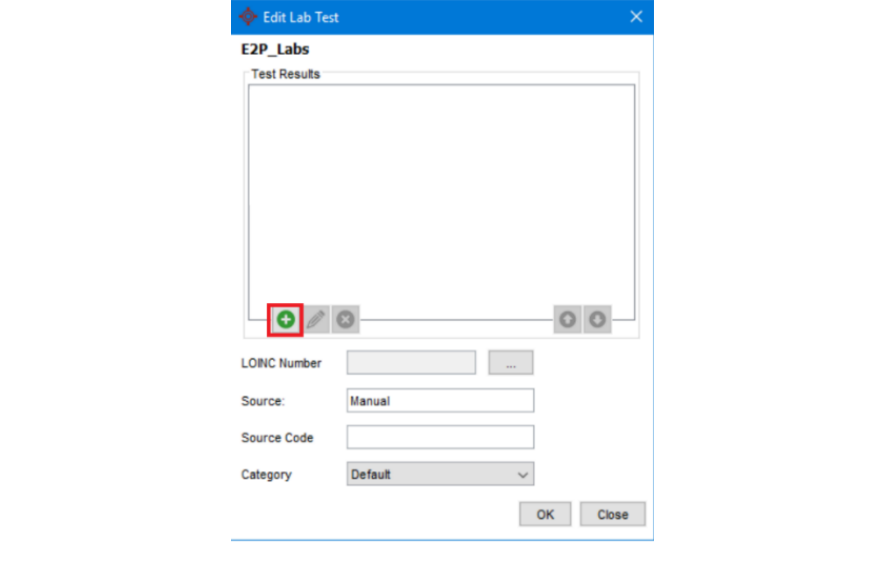 Edit Lab Test
E2P_Labs
Test Results
LOINC Number
...
Source:
Manual
Source Code
Category
Default
OK
Close